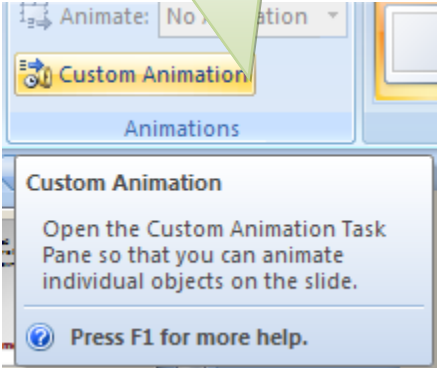 Animate: No
ation
Custom Animation
Animations
Custom Animation
Open the Custom Animation Task
Pane so that you can animate
individual objects on the slide.
Press F1 for more help.